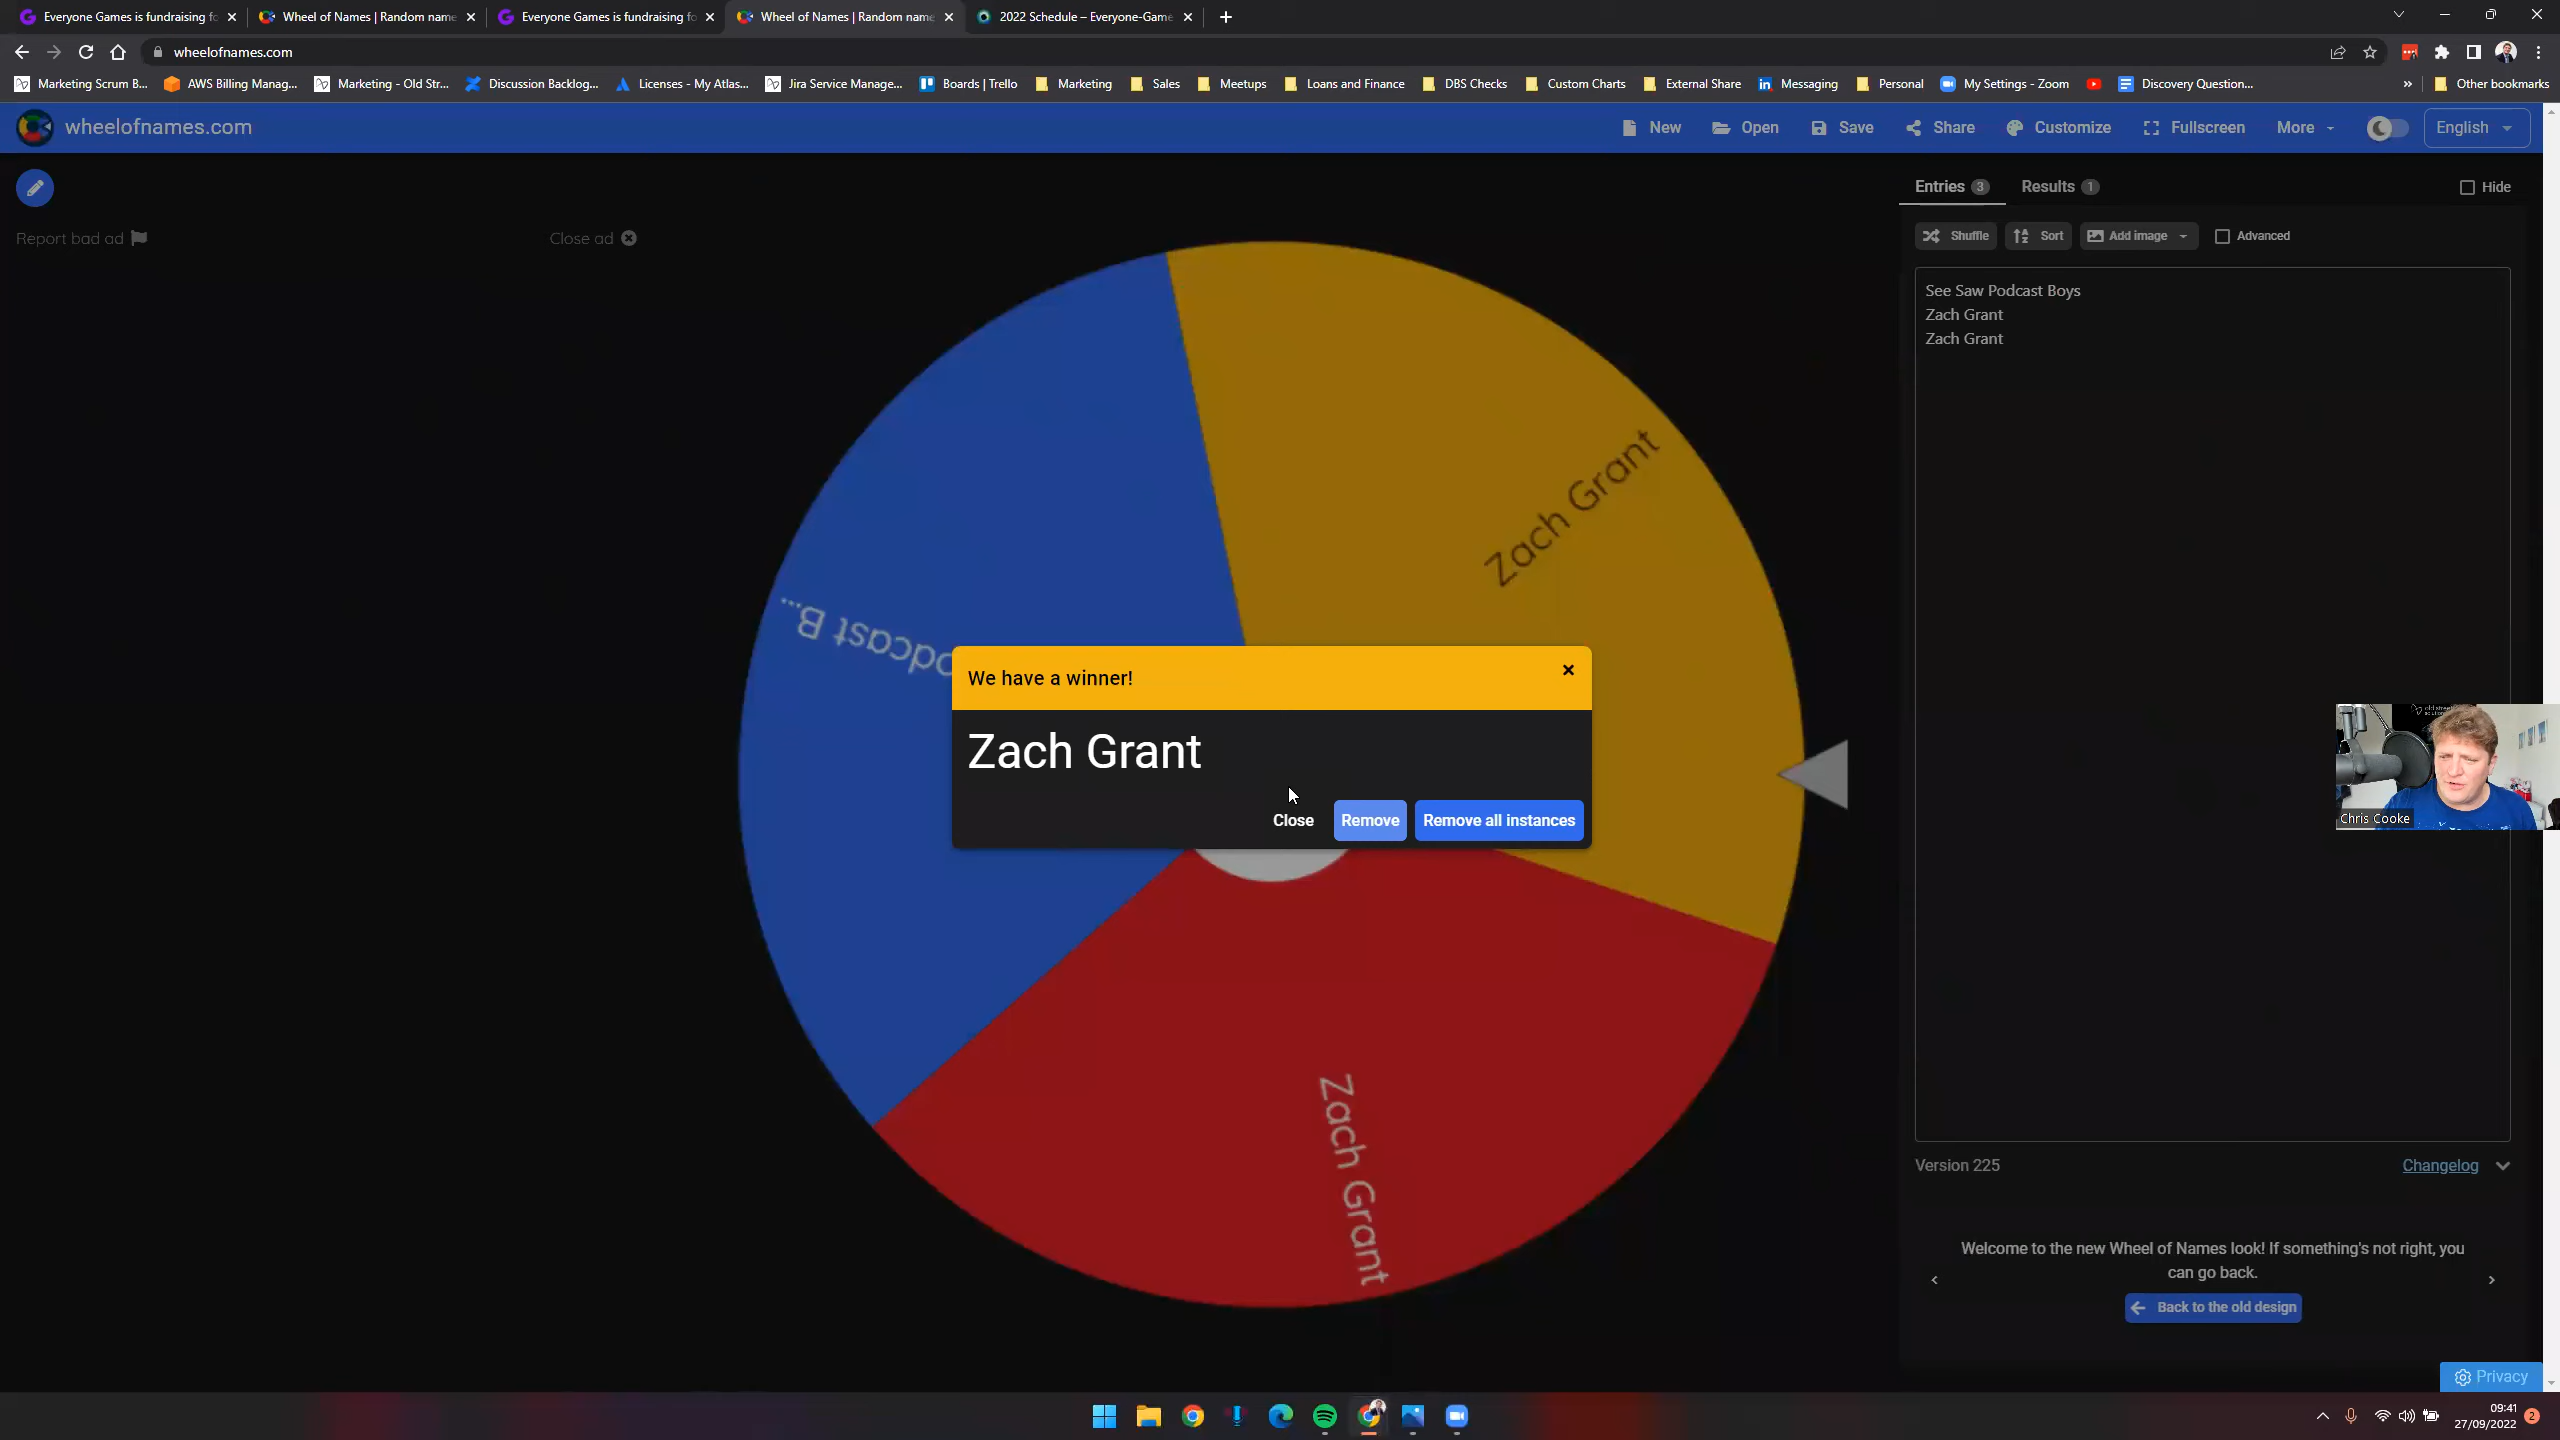 Everyone Games is fundraising fo
Wheel of Names | Random name
Everyone Games is fundraising fo
Wheel of Names | Random name
2022 Schedule – Everyone-Game
wheelofnames.com
Marketing Scrum B...
AWS Billing Manag...
Marketing - Old Str...
Discussion Backlog...
Licenses - My Atlas...
Jira Service Manage...
Boards | Trello
Marketing
Sales
Meetups
Loans and Finance
DBS Checks
Custom Charts
External Share
Messaging
Personal
My Settings - Zoom
Discovery Question...
Other bookmarks
wheelofnames.com
New
Open
Save
Share
Customize
Fullscreen
More
English
Entries 3
Results 1
Hide
Report bad ad
Close ad
Shuffle
Sort
Add image
Advanced
See Saw Podcast Boys
Zach Grant
Zach Grant
Zach Grant
odcast B...
Zach Grant
We have a winner!
Zach Grant
Close
Remove
Remove all instances
Chris Cooke
Version 225
Changelog
Welcome to the new Wheel of Names look! If something's not right, you
can go back.
Back to the old design
Privacy
09:41
27/09/2022
2